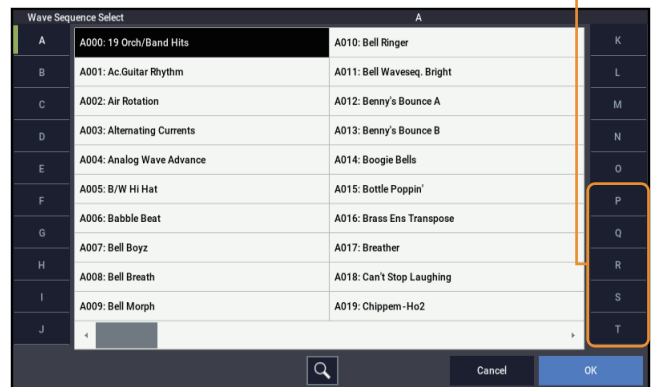 Wave Sequence Select
A
A
B
C
D
E
F
G
H
I
J
A000: 19 Orch/Band Hits
A001: Ac.Guitar Rhythm
A002: Air Rotation
A003: Alternating Currents
A004: Analog Wave Advance
A005: B/W Hi Hat
A006: Babble Beat
A007: Bell Boyz
A008: Bell Breath
A009: Bell Morph
A010: Bell Ringer
A011: Bell Waveseq. Bright
A012: Benny's Bounce A
A013: Benny's Bounce B
A014: Boogie Bells
A015: Bottle Poppin'
A016: Brass Ens Transpose
A017: Breather
A018: Can't Stop Laughing
A019: Chippem-Ho2
K
L
M
N
O
P
Q
R
S
T
Cancel
OK